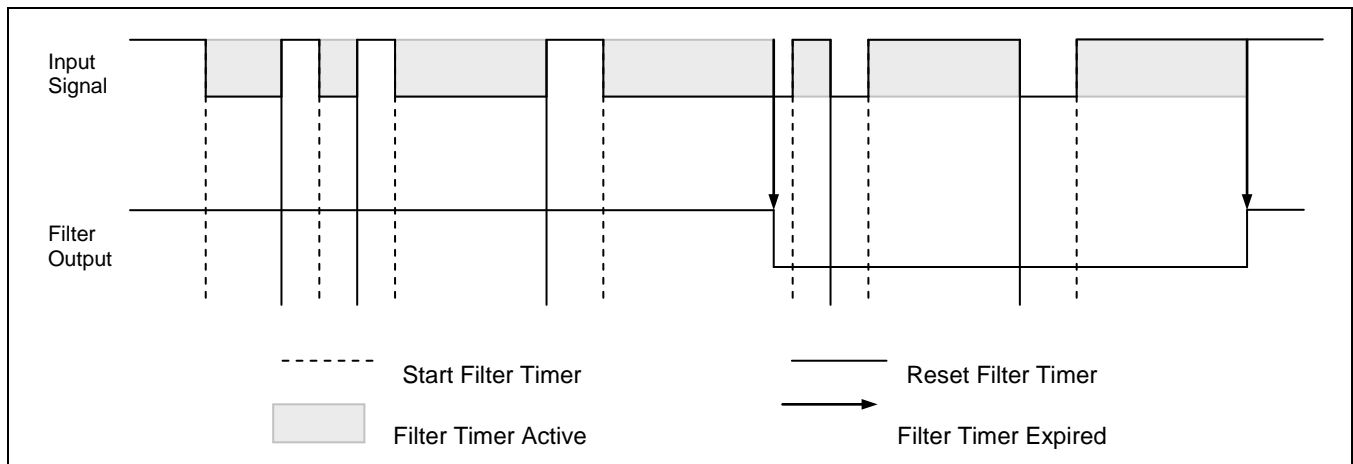 Input
Signal
Filter
Output
Start Filter Timer
Reset Filter Timer
Filter Timer Active
Filter Timer Expired